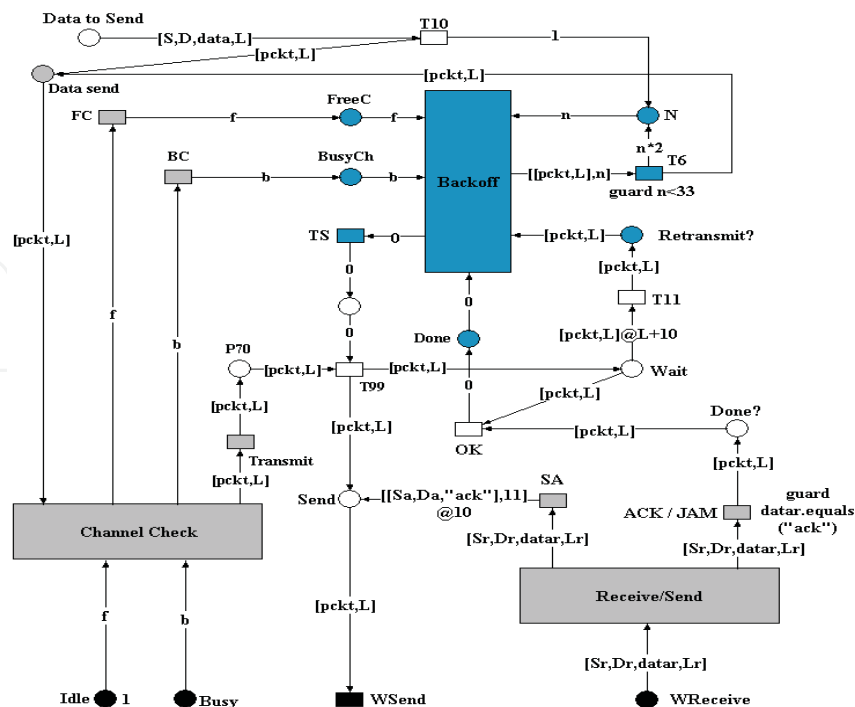 Data to Send
T10
[S,D,data,L]
1
[pckt,L]
[pckt,L]
Data send
FC
FreeC
f
f
n
N
n*2
BC
BusyCh
b
b
Backoff
[[pckt,L],n]
T6
guard n<33
[pckt,L]
TS
0
[pckt,L]
Retransmit?
0
[pckt,L]
f
0
T11
0
Done
[pckt,L]@L+10
b
P70
[pckt,L]
T99
[pckt,L]
Wait
0
[pckt,L]
[pckt,L]
Done?
[pckt,L]
[pckt,L]
OK
Transmit
[pckt,L]
[pckt,L]
SA
Send
[[Sa,Da,"ack"],11]
@10
ACK / JAM
guard
datar.equals
("ack")
Channel Check
[Sr,Dr,datar,Lr]
[Sr,Dr,datar,Lr]
Receive/Send
f
b
[pckt,L]
[Sr,Dr,datar,Lr]
Idle
1
Busy
WSend
WReceive